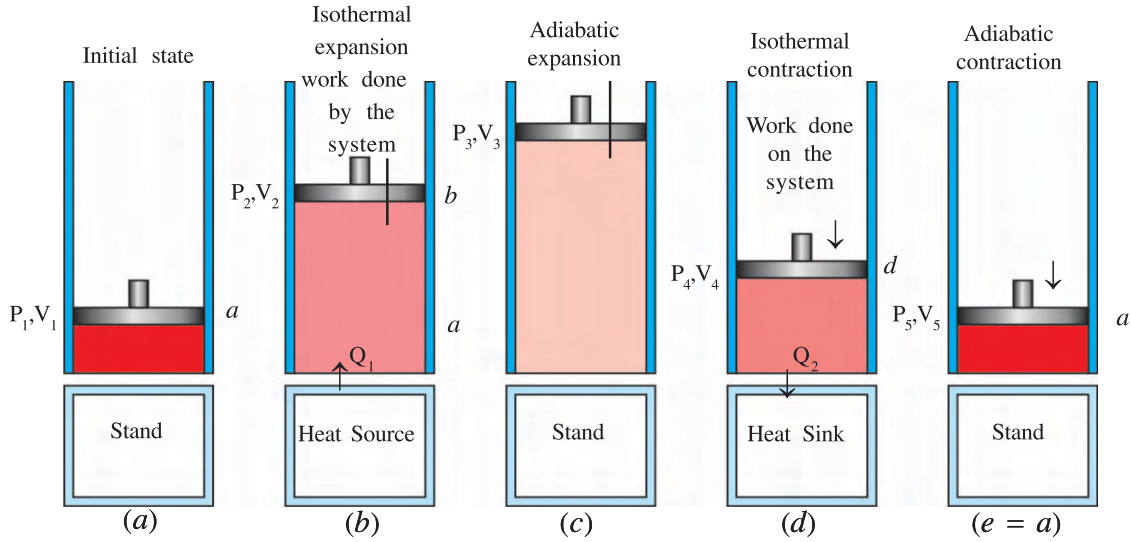 Initial state
P1,V1
a
Stand
(a)
Isothermal
expansion
work done
by the
system
P2,V2
b
a
Q1
Heat Source
(b)
Adiabatic
expansion
P3,V3
Stand
(c)
Isothermal
contraction
Work done
on the
system
P4,V4
d
Q2
Heat Sink
(d)
Adiabatic
contraction
P5,V5
a
Stand
(e = a)